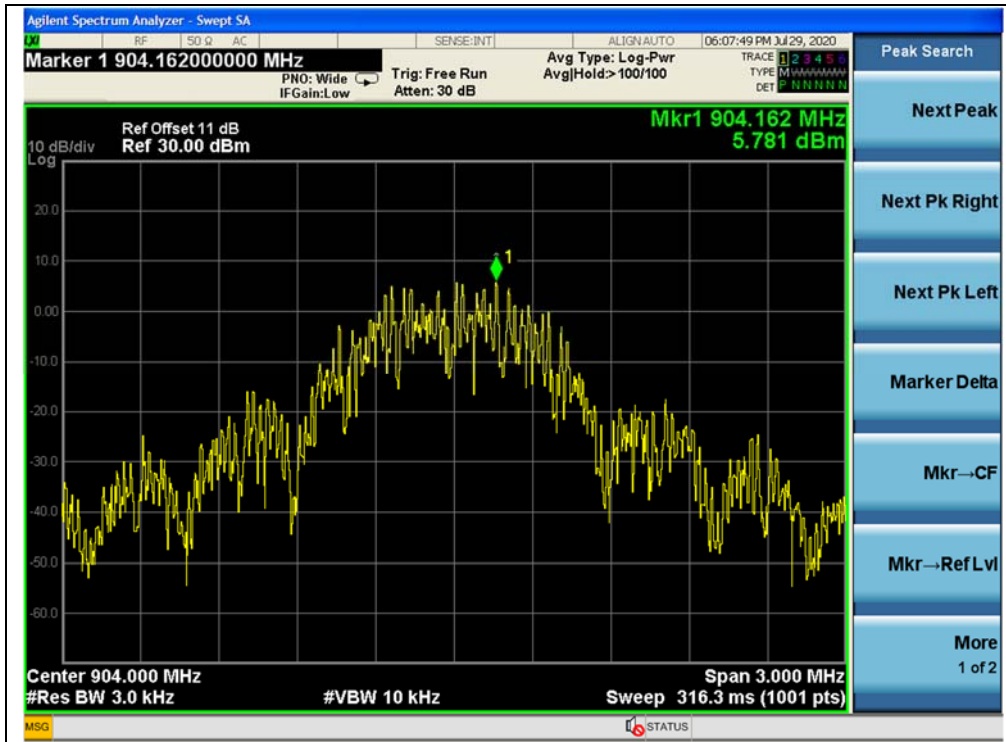 Agilent Spectrum Analyzer - Swept SA
LXI RF 50 Ω AC SENSE:INT ALIGN AUTO 06:07:49 PM Jul 29, 2020
Marker 1 904.162000000 MHz
PNO: Wide
IFGain:Low
Trig: Free Run
Atten: 30 dB
Avg Type: Log-Pwr
Avg|Hold:>100/100
TRACE 1 2 3 4 5 6
TYPE M
DET P N N N N N
Mkr1 904.162 MHz
5.781 dBm
Ref Offset 11 dB
10 dB/div Ref 30.00 dBm
Log
20.0
10.0
0.00
-10.0
-20.0
-30.0
-40.0
-50.0
-60.0
1
Center 904.000 MHz Span 3.000 MHz
#Res BW 3.0 kHz #VBW 10 kHz Sweep 316.3 ms (1001 pts)
MSG STATUS
Peak Search
Next Peak
Next Pk Right
Next Pk Left
Marker Delta
Mkr→CF
Mkr→Ref Lvl
More
1 of 2